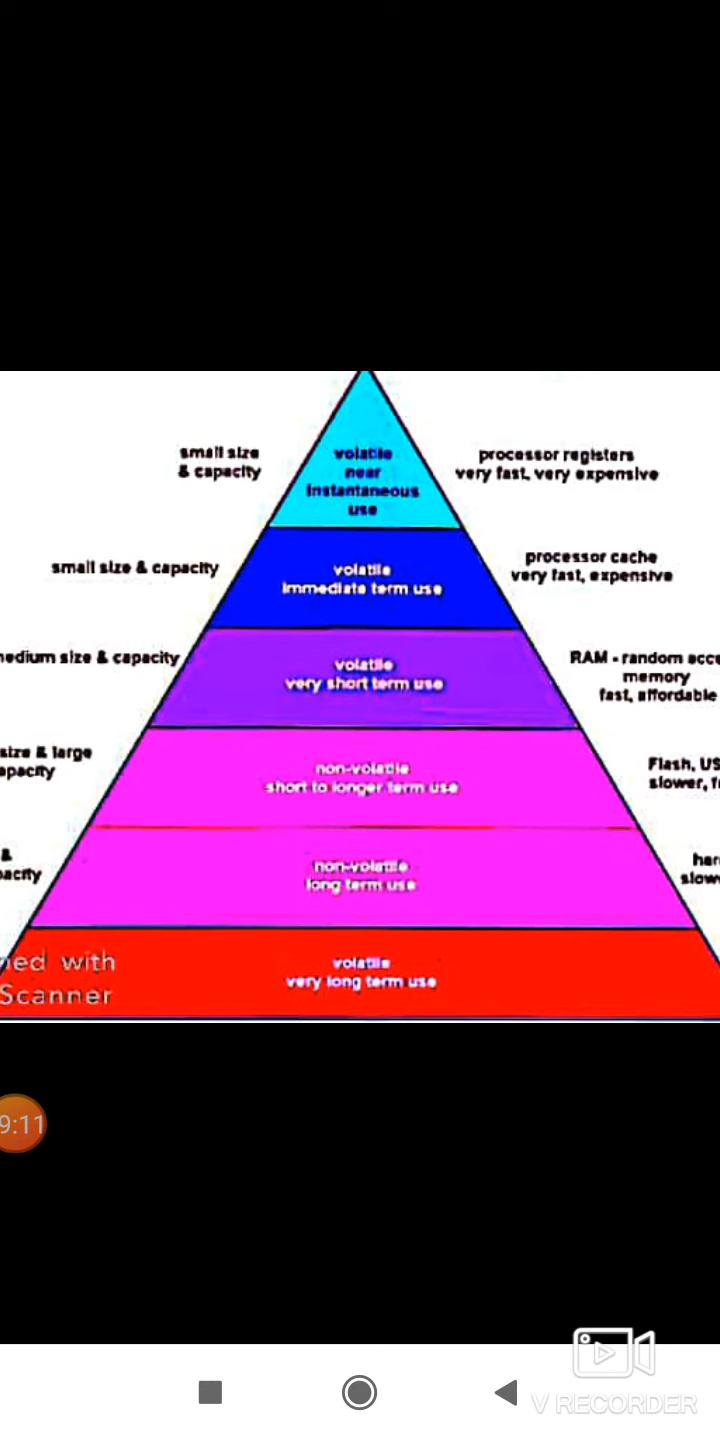 small size
& capacity
volatile
near
instantaneous
use
processor registers
very fast, very expensive
small size & capacity
volatile
immediate term use
processor cache
very fast, expensive
medium size & capacity
volatile
very short term use
RAM - random acce
memory
fast, affordable
size & large
apacity
non-volatile
short to longer term use
Flash, US
slower,
&
pacity
non-volatile
long term use
har
slowe
ned with
Scanner
volatile
very long term use
9:11
V RECORDER